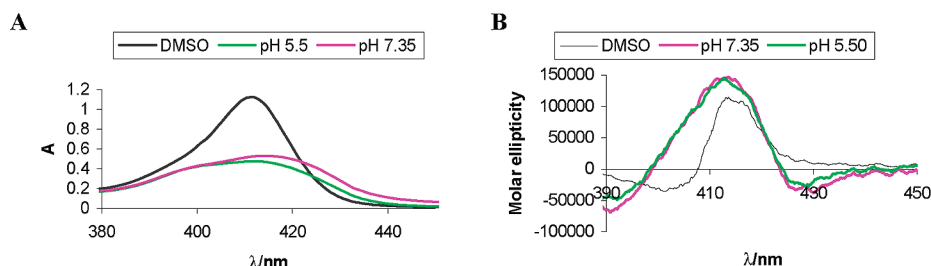 A
DMSO pH 5.5 pH 7.35
1.2
1
0.8
0.6
0.4
0.2
0
A
380 400 420 440
λ/nm
B
DMSO pH 7.35 pH 5.50
150000
100000
50000
0
-50000
-100000
Molar ellipticity
390 410 430 450
λ/nm